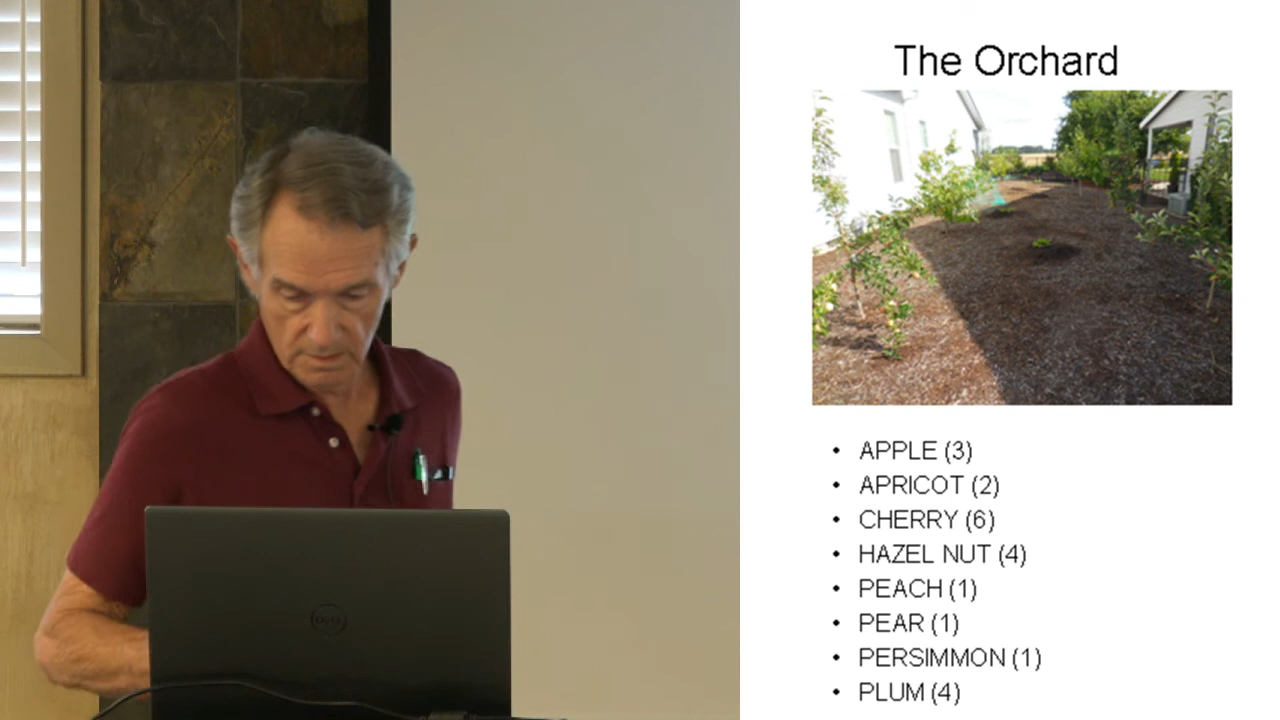 The Orchard
• APPLE (3)
• APRICOT (2)
• CHERRY (6)
• HAZEL NUT (4)
• PEACH (1)
• PEAR (1)
• PERSIMMON (1)
• PLUM (4)
DELL